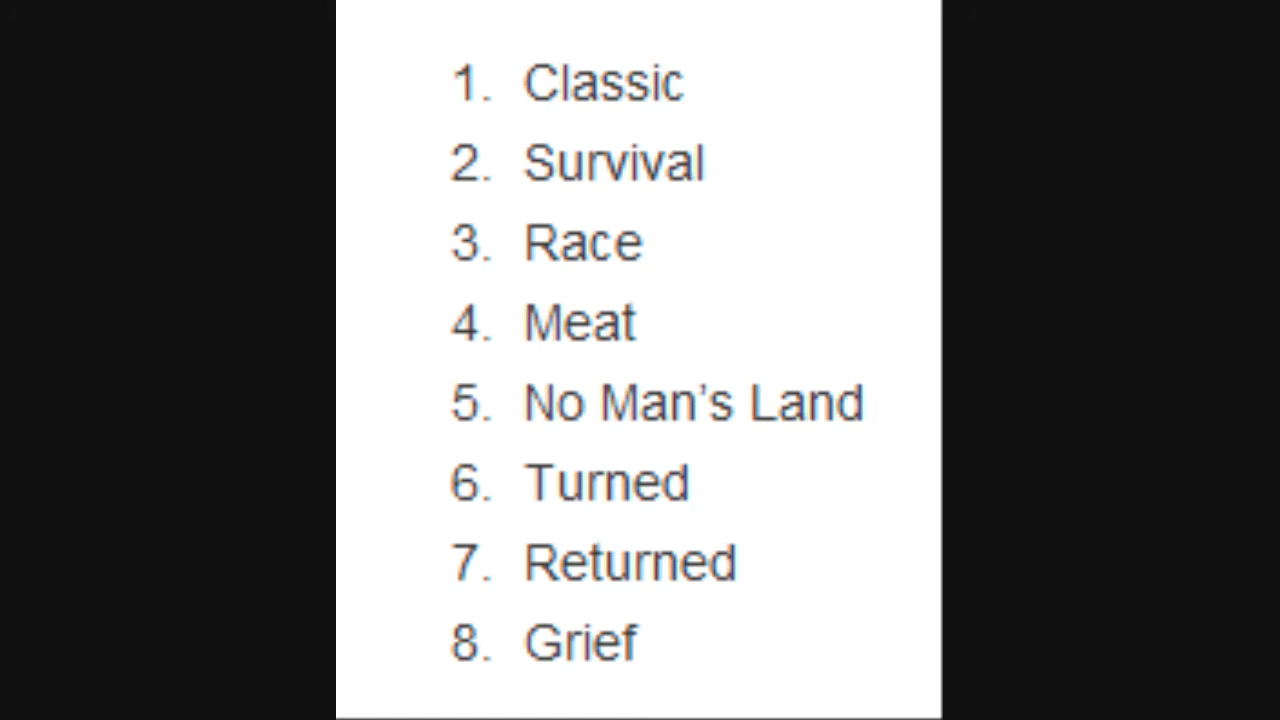 1. Classic
2. Survival
3. Race
4. Meat
5. No Man’s Land
6. Turned
7. Returned
8. Grief